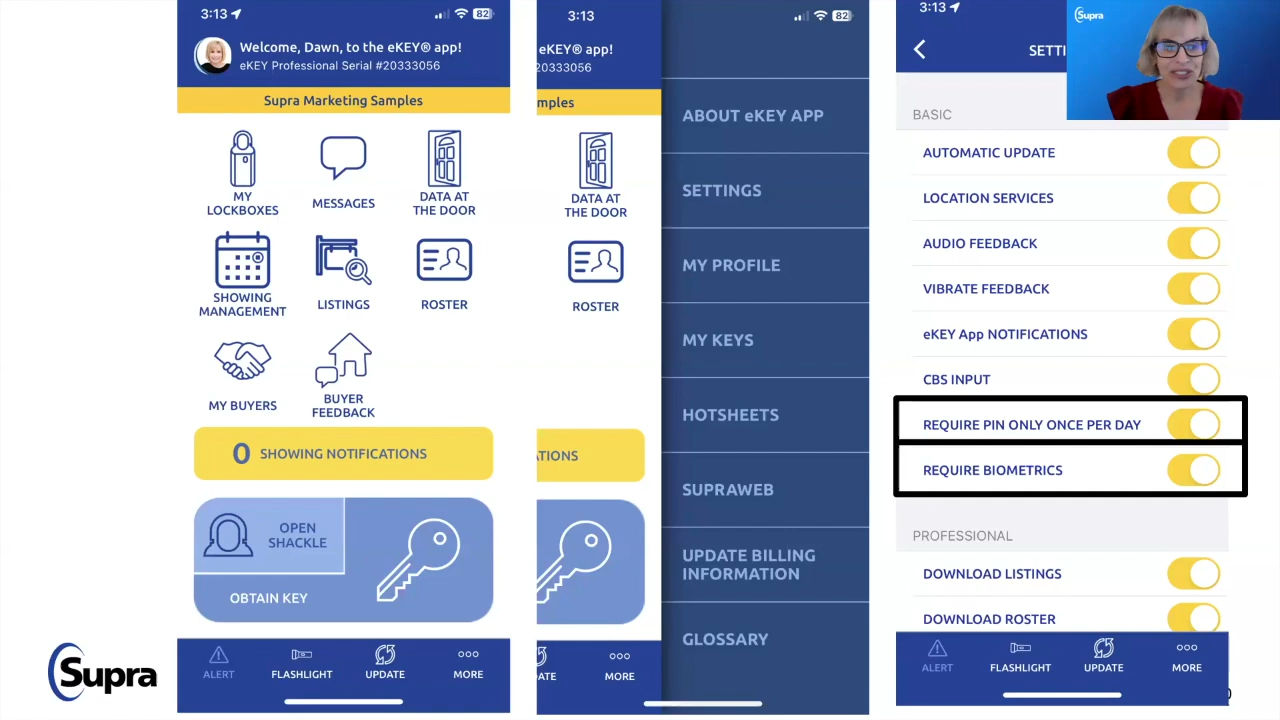 3:13
82
Welcome, Dawn, to the eKEY® app!
eKEY Professional Serial #20333056
Supra Marketing Samples
MY
LOCKBOXES
MESSAGES
DATA AT
THE DOOR
SHOWING
MANAGEMENT
LISTINGS
ROSTER
MY BUYERS
BUYER
FEEDBACK
0 SHOWING NOTIFICATIONS
OPEN
SHACKLE
OBTAIN KEY
ALERT
FLASHLIGHT
UPDATE
MORE
3:13
82
eKEY® app!
20333056
mples
DATA AT
THE DOOR
ROSTER
ATIONS
DATE
MORE
ABOUT eKEY APP
SETTINGS
MY PROFILE
MY KEYS
HOTSHEETS
SUPRAWEB
UPDATE BILLING
INFORMATION
GLOSSARY
3:13
SETTI
Supra
BASIC
AUTOMATIC UPDATE
LOCATION SERVICES
AUDIO FEEDBACK
VIBRATE FEEDBACK
eKEY App NOTIFICATIONS
CBS INPUT
REQUIRE PIN ONLY ONCE PER DAY
REQUIRE BIOMETRICS
PROFESSIONAL
DOWNLOAD LISTINGS
DOWNLOAD ROSTER
ALERT
FLASHLIGHT
UPDATE
MORE
Supra